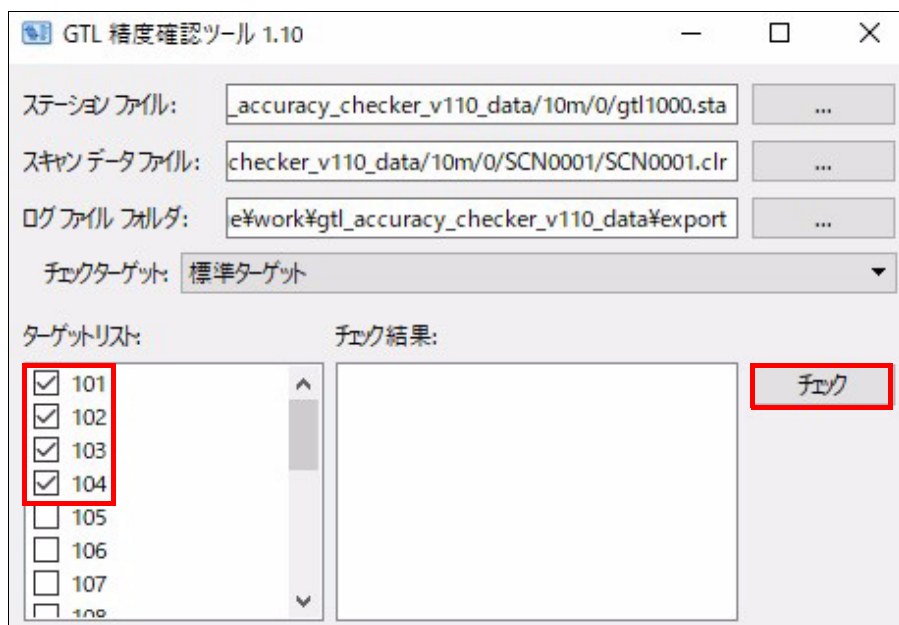 GTL 精度確認ツール 1.10
ステーション ファイル: _accuracy_checker_v110_data/10m/0/gtl1000.sta ...
スキャン データ ファイル: checker_v110_data/10m/0/SCN0001/SCN0001.clr ...
ログ ファイル フォルダ: e¥work¥gtl_accuracy_checker_v110_data¥export ...
チェックターゲット: 標準ターゲット
ターゲットリスト: チェック結果:
101 チェック
102
103
104
105
106
107
108